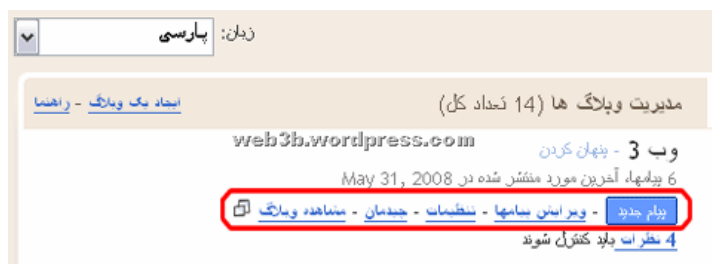 زبان: پارسی
مدیریت وبلاگ ها (14 تعداد کل) ایجاد یک وبلاگ - راهنما
web3b.wordpress.com
وب 3 - پنهان کردن
6 پیامها، آخرین مورد منتشر شده در May 31, 2008
پیام جدید - ویرایش پیامها - تنظیمات - چیدمان - مشاهده وبلاگ
4 نظرات باید کنترل شوند